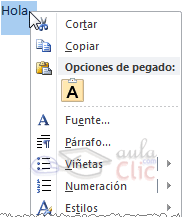 Hola
Cortar
Copiar
Opciones de pegado:
A
A Fuente...
Párrafo...
Viñetas
Numeración
A Estilos
aula
Clic